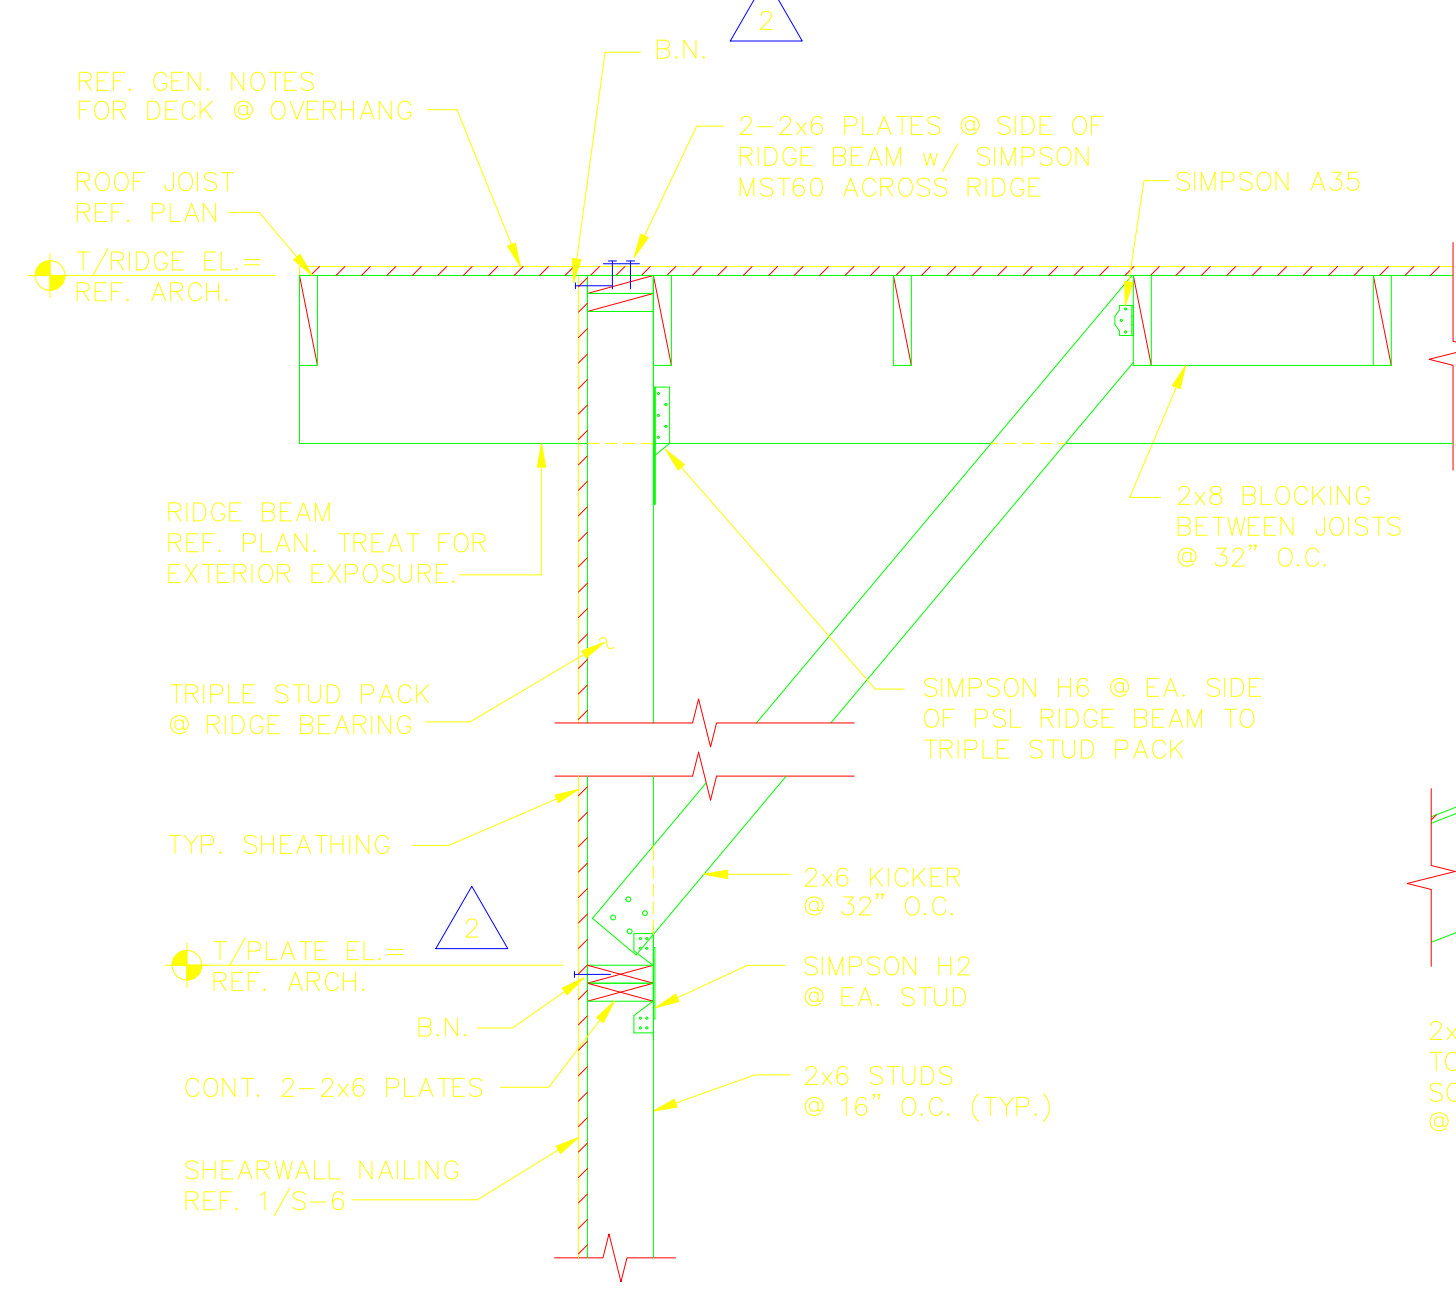 2
B.N.
REF. GEN. NOTES
FOR DECK @ OVERHANG
2-2x6 PLATES @ SIDE OF
RIDGE BEAM w/ SIMPSON
MST60 ACROSS RIDGE
SIMPSON A35
ROOF JOIST
REF. PLAN
T/RIDGE EL.=
REF. ARCH.
2x8 BLOCKING
BETWEEN JOISTS
@ 32" O.C.
RIDGE BEAM
REF. PLAN. TREAT FOR
EXTERIOR EXPOSURE.
TRIPLE STUD PACK
@ RIDGE BEARING
SIMPSON H6 @ EA. SIDE
OF PSL RIDGE BEAM TO
TRIPLE STUD PACK
TYP. SHEATHING
2x6 KICKER
@ 32" O.C.
2
T/PLATE EL.=
REF. ARCH.
SIMPSON H2
@ EA. STUD
B.N.
CONT. 2-2x6 PLATES
2x6 STUDS
@ 16" O.C. (TYP.)
SHEARWALL NAILING
REF. 1/S-6
2x
TO
SC
@